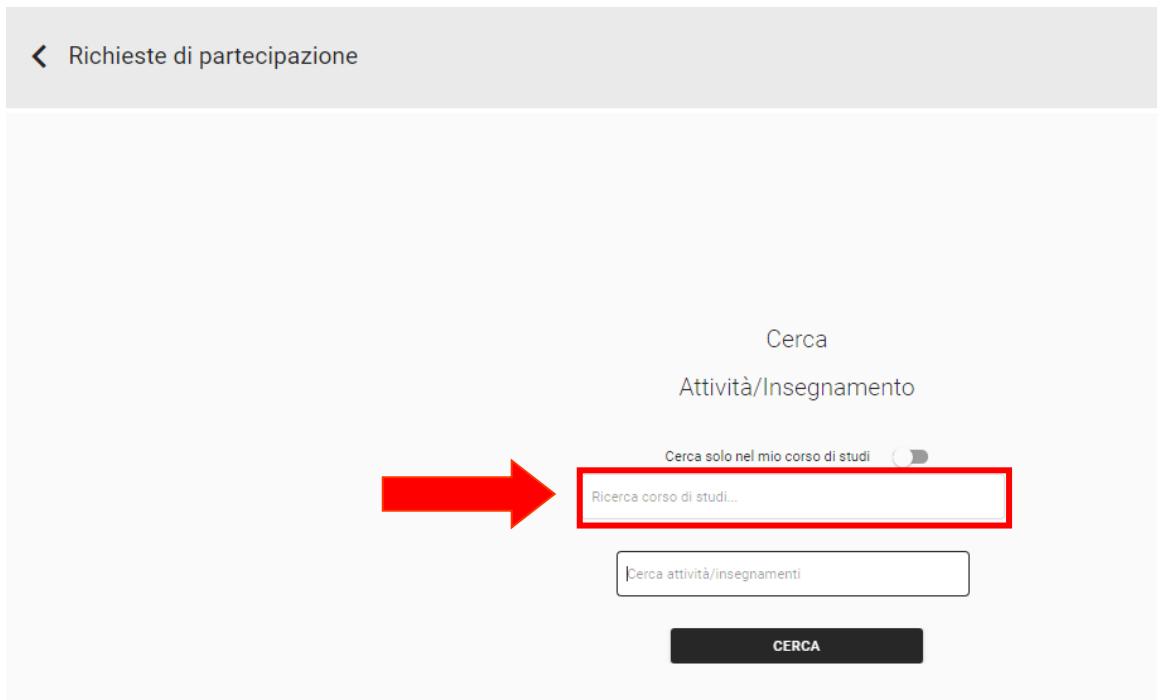 Richieste di partecipazione
Cerca
Attività/Insegnamento
Cerca solo nel mio corso di studi
Ricerca corso di studi...
Cerca attività/insegnamenti
CERCA